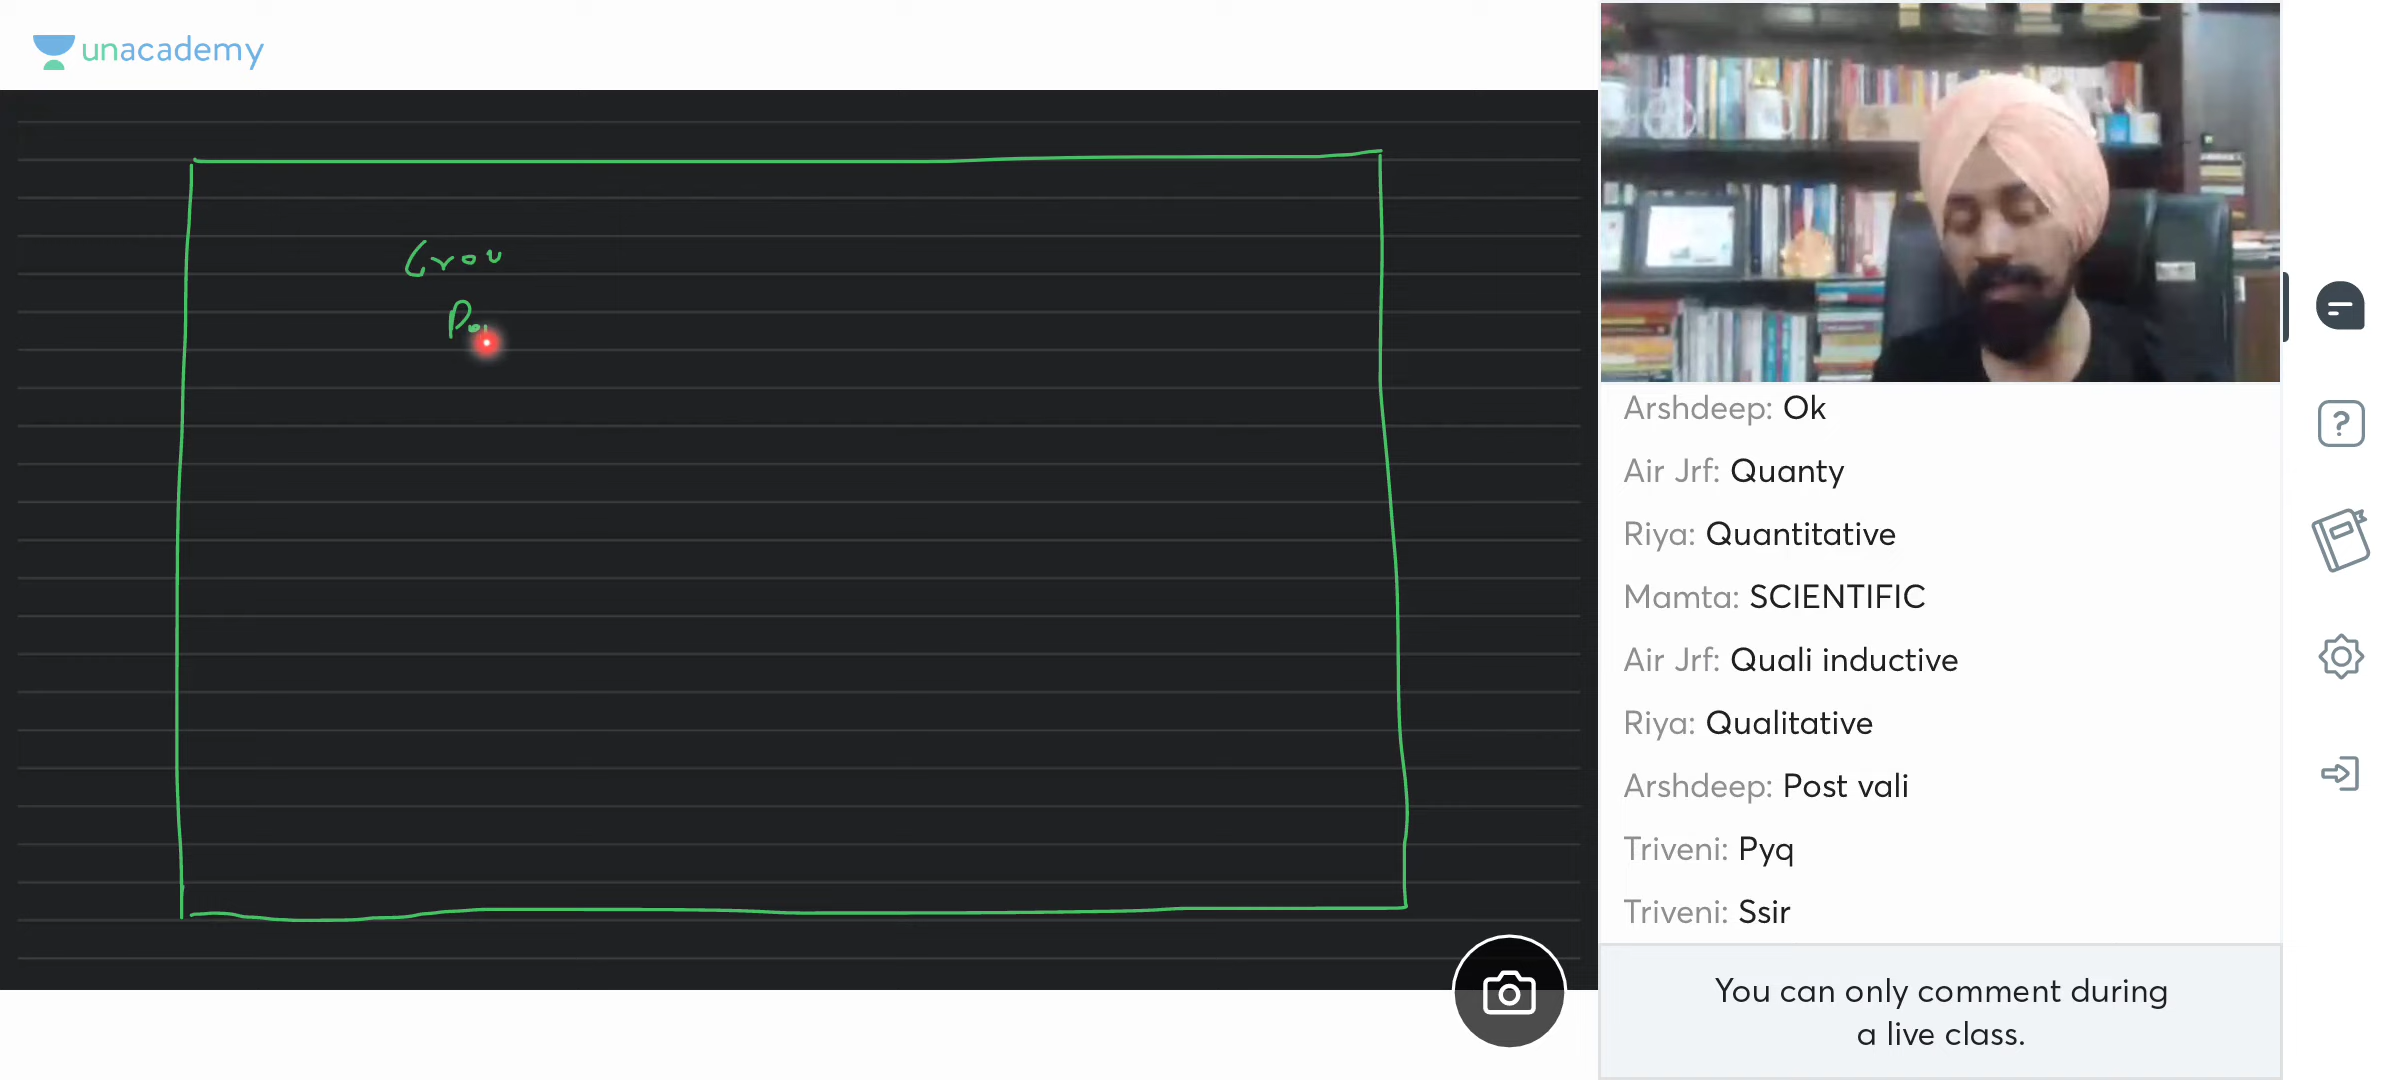 unacademy
Grou
Po
Arshdeep: Ok
Air Jrf: Quanty
Riya: Quantitative
Mamta: SCIENTIFIC
Air Jrf: Quali inductive
Riya: Qualitative
Arshdeep: Post vali
Triveni: Pyq
Triveni: Ssir
You can only comment during
a live class.